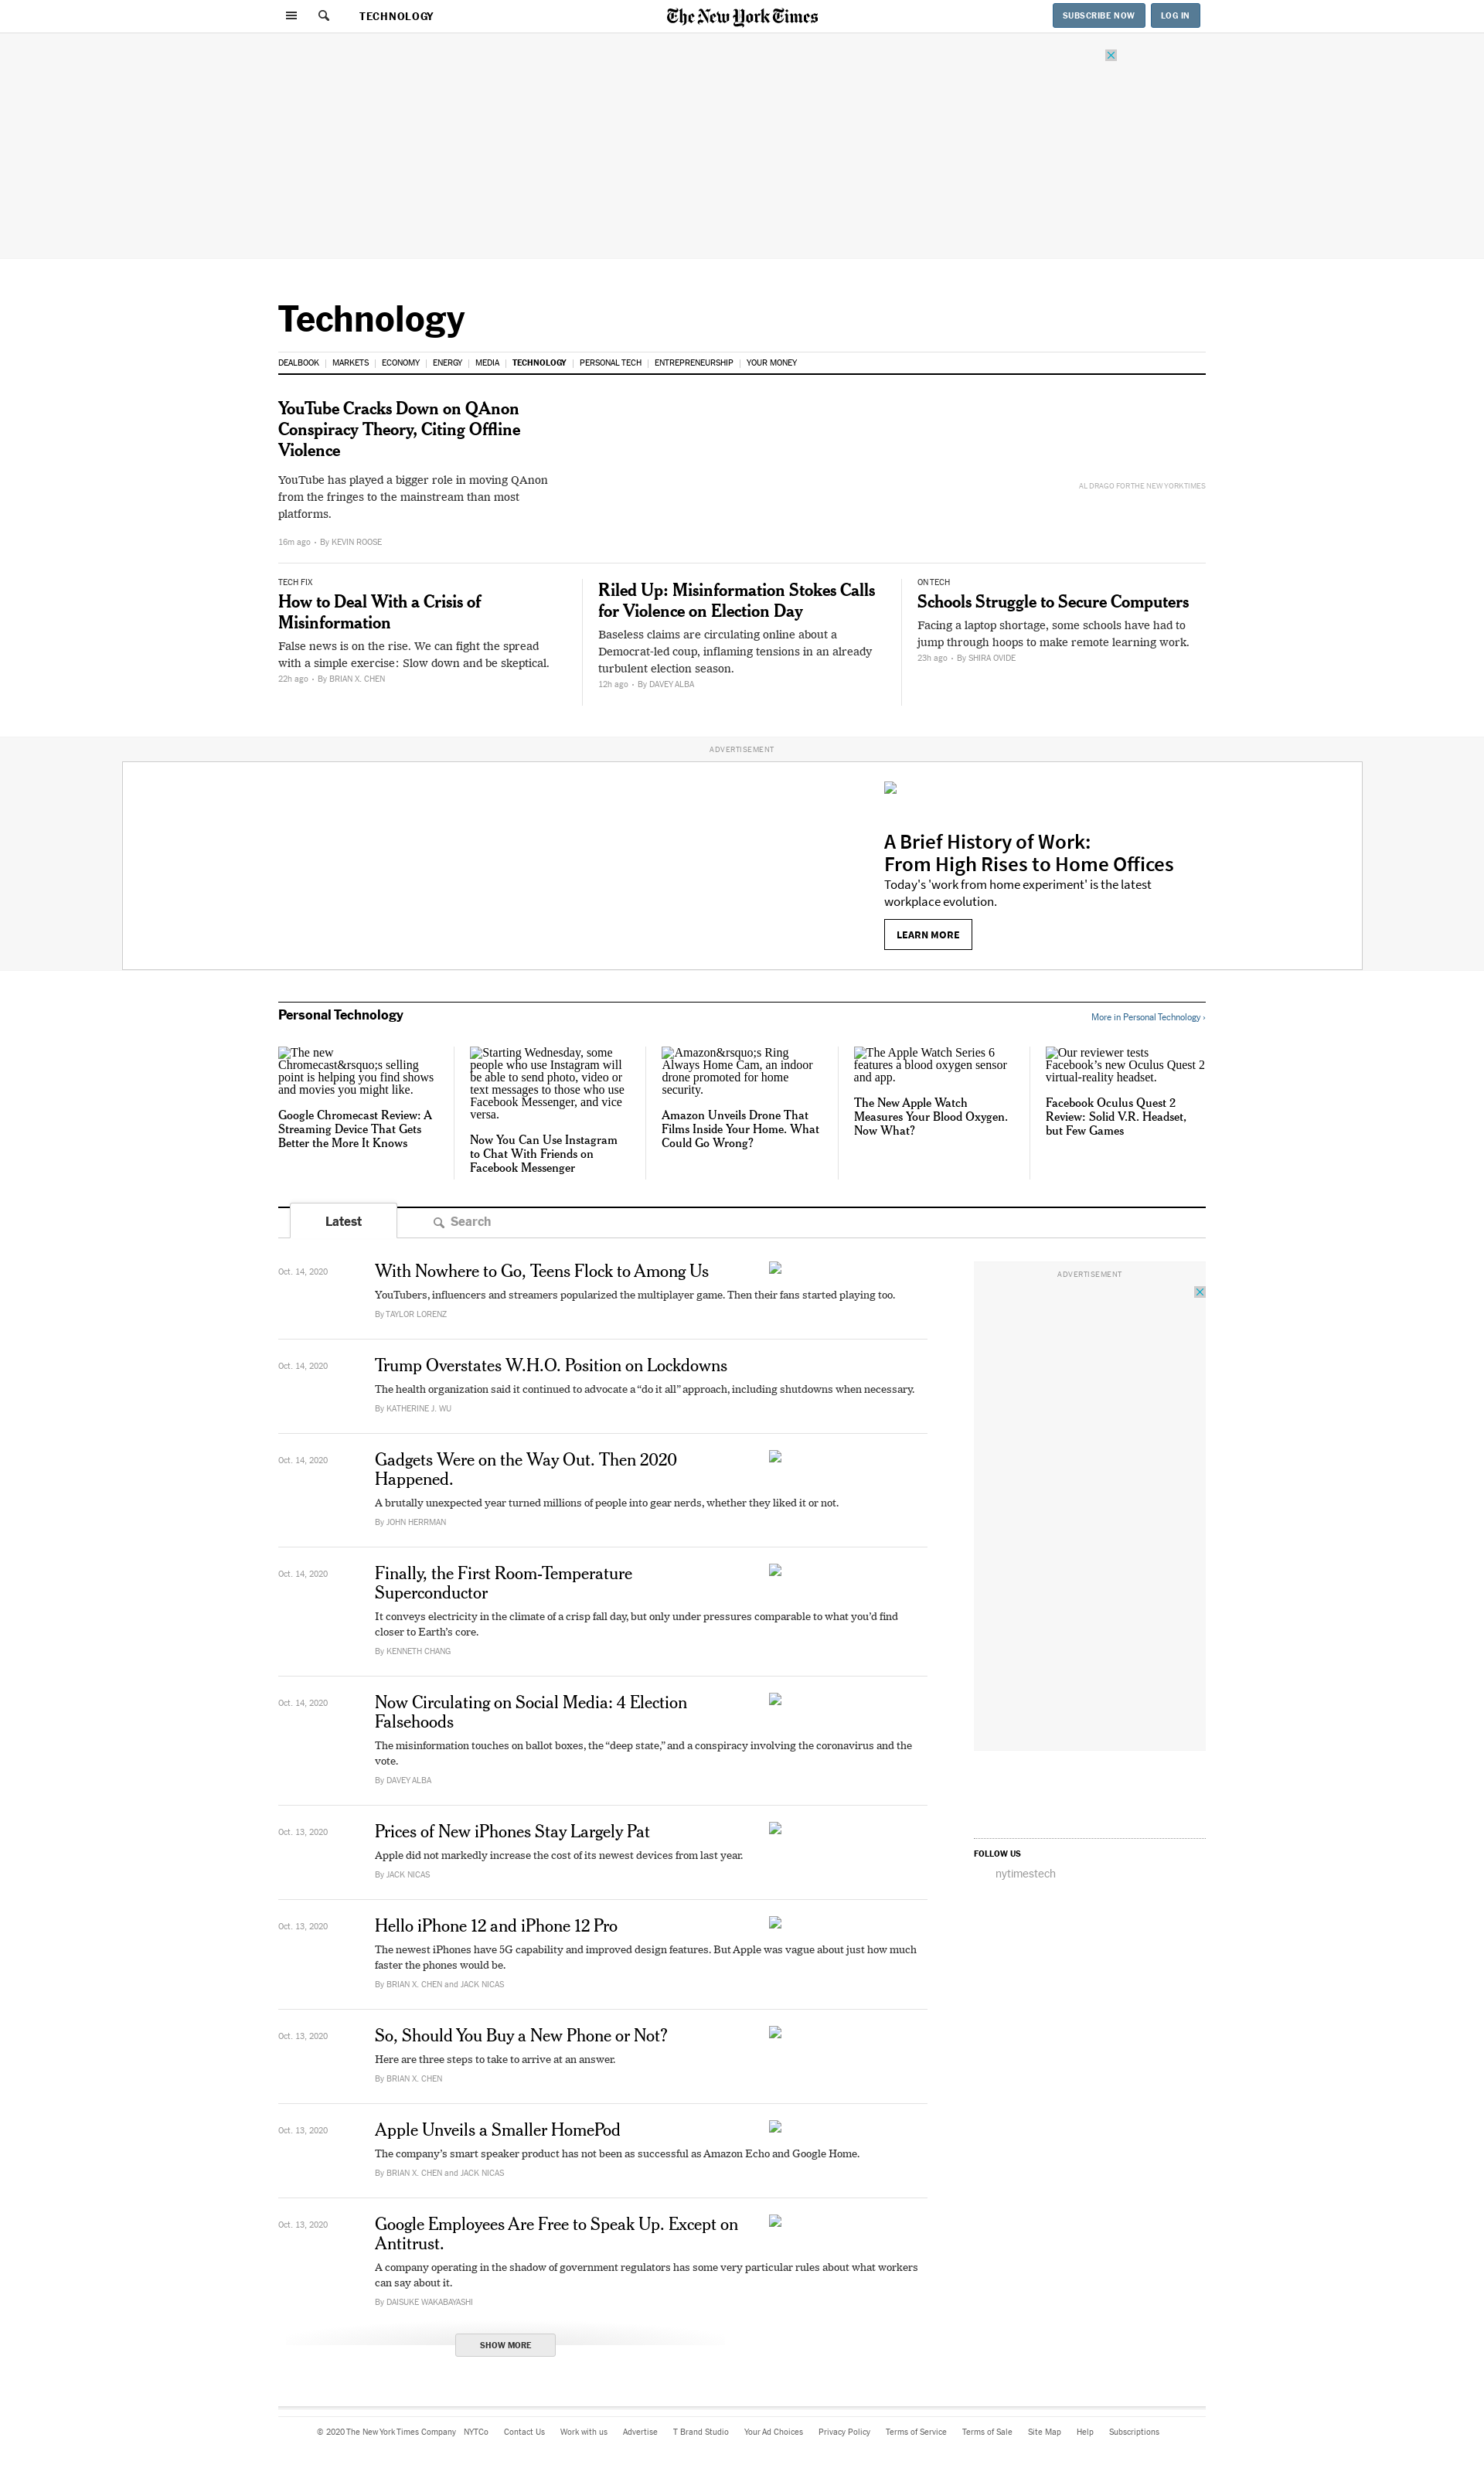 TECHNOLOGY
The New York Times
SUBSCRIBE NOW
LOG IN
Technology
DEALBOOK | MARKETS | ECONOMY | ENERGY | MEDIA | TECHNOLOGY | PERSONAL TECH | ENTREPRENEURSHIP | YOUR MONEY
YouTube Cracks Down on QAnon
Conspiracy Theory, Citing Offline
Violence
YouTube has played a bigger role in moving QAnon
from the fringes to the mainstream than most
platforms.
16m ago • By KEVIN ROOSE
AL DRAGO FOR THE NEW YORK TIMES
TECH FIX
How to Deal With a Crisis of
Misinformation
False news is on the rise. We can fight the spread
with a simple exercise: Slow down and be skeptical.
22h ago • By BRIAN X. CHEN
Riled Up: Misinformation Stokes Calls
for Violence on Election Day
Baseless claims are circulating online about a
Democrat-led coup, inflaming tensions in an already
turbulent election season.
12h ago • By DAVEY ALBA
ON TECH
Schools Struggle to Secure Computers
Facing a laptop shortage, some schools have had to
jump through hoops to make remote learning work.
23h ago • By SHIRA OVIDE
ADVERTISEMENT
A Brief History of Work:
From High Rises to Home Offices
Today's 'work from home experiment' is the latest
workplace evolution.
LEARN MORE
Personal Technology
More in Personal Technology ›
The new
Chromecast&rsquo;s selling
point is helping you find shows
and movies you might like.
Google Chromecast Review: A
Streaming Device That Gets
Better the More It Knows
Starting Wednesday, some
people who use Instagram will
be able to send photo, video or
text messages to those who use
Facebook Messenger, and vice
versa.
Now You Can Use Instagram
to Chat With Friends on
Facebook Messenger
Amazon&rsquo;s Ring
Always Home Cam, an indoor
drone promoted for home
security.
Amazon Unveils Drone That
Films Inside Your Home. What
Could Go Wrong?
The Apple Watch Series 6
features a blood oxygen sensor
and app.
The New Apple Watch
Measures Your Blood Oxygen.
Now What?
Our reviewer tests
Facebook’s new Oculus Quest 2
virtual-reality headset.
Facebook Oculus Quest 2
Review: Solid V.R. Headset,
but Few Games
Latest
Search
Oct. 14, 2020
With Nowhere to Go, Teens Flock to Among Us
YouTubers, influencers and streamers popularized the multiplayer game. Then their fans started playing too.
By TAYLOR LORENZ
Oct. 14, 2020
Trump Overstates W.H.O. Position on Lockdowns
The health organization said it continued to advocate a “do it all” approach, including shutdowns when necessary.
By KATHERINE J. WU
Oct. 14, 2020
Gadgets Were on the Way Out. Then 2020
Happened.
A brutally unexpected year turned millions of people into gear nerds, whether they liked it or not.
By JOHN HERRMAN
Oct. 14, 2020
Finally, the First Room-Temperature
Superconductor
It conveys electricity in the climate of a crisp fall day, but only under pressures comparable to what you’d find
closer to Earth’s core.
By KENNETH CHANG
Oct. 14, 2020
Now Circulating on Social Media: 4 Election
Falsehoods
The misinformation touches on ballot boxes, the “deep state,” and a conspiracy involving the coronavirus and the
vote.
By DAVEY ALBA
Oct. 13, 2020
Prices of New iPhones Stay Largely Pat
Apple did not markedly increase the cost of its newest devices from last year.
By JACK NICAS
Oct. 13, 2020
Hello iPhone 12 and iPhone 12 Pro
The newest iPhones have 5G capability and improved design features. But Apple was vague about just how much
faster the phones would be.
By BRIAN X. CHEN and JACK NICAS
Oct. 13, 2020
So, Should You Buy a New Phone or Not?
Here are three steps to take to arrive at an answer.
By BRIAN X. CHEN
Oct. 13, 2020
Apple Unveils a Smaller HomePod
The company’s smart speaker product has not been as successful as Amazon Echo and Google Home.
By BRIAN X. CHEN and JACK NICAS
Oct. 13, 2020
Google Employees Are Free to Speak Up. Except on
Antitrust.
A company operating in the shadow of government regulators has some very particular rules about what workers
can say about it.
By DAISUKE WAKABAYASHI
SHOW MORE
ADVERTISEMENT
FOLLOW US
nytimestech
© 2020 The New York Times Company NYTCo Contact Us Work with us Advertise T Brand Studio Your Ad Choices Privacy Policy Terms of Service Terms of Sale Site Map Help Subscriptions